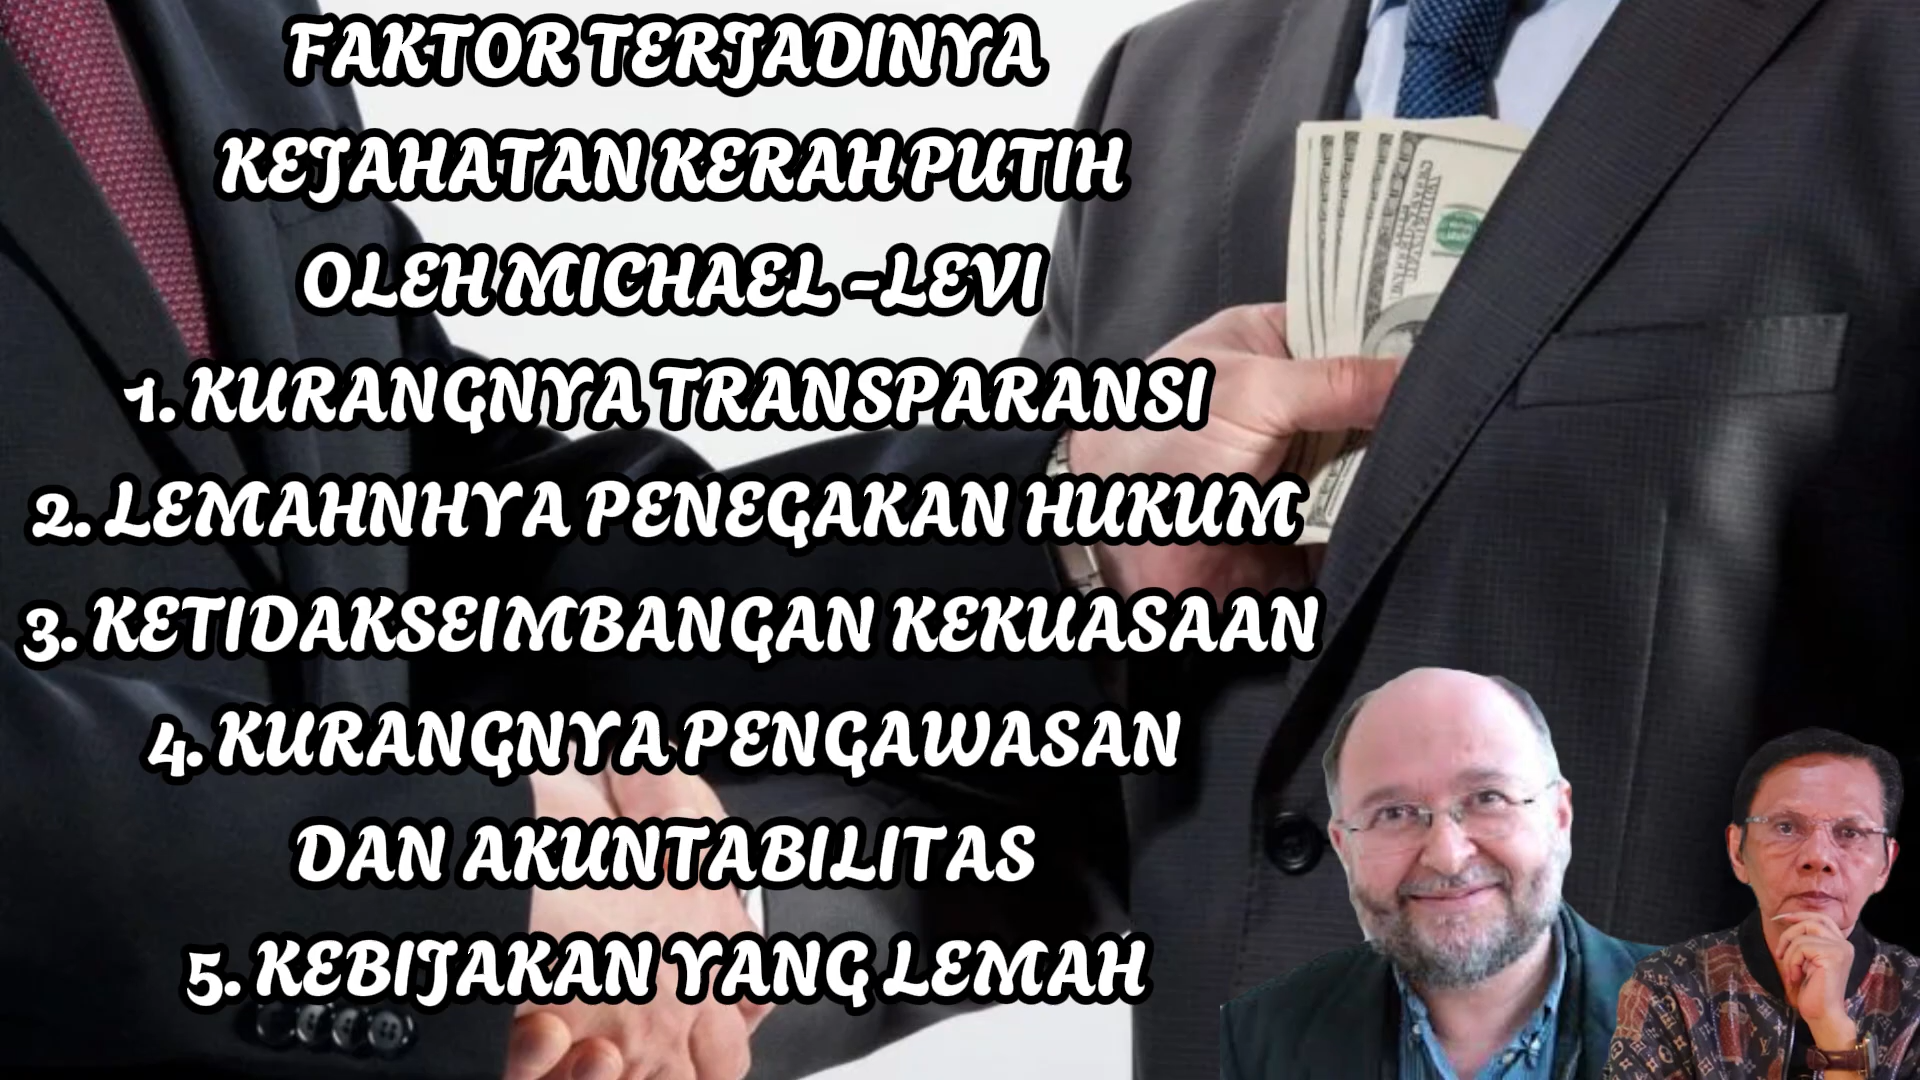 FAKTOR TERJADINYA
KEJAHATAN KERAH PUTIH
OLEH MICHAEL -LEVI
1. KURANGNYA TRANSPARANSI
2. LEMAHNHYA PENEGAKAN HUKUM
3. KETIDAKSEIMBANGAN KEKUASAAN
4. KURANGNYA PENGAWASAN
DAN AKUNTABILITAS
5. KEBIJAKAN YANG LEMAH